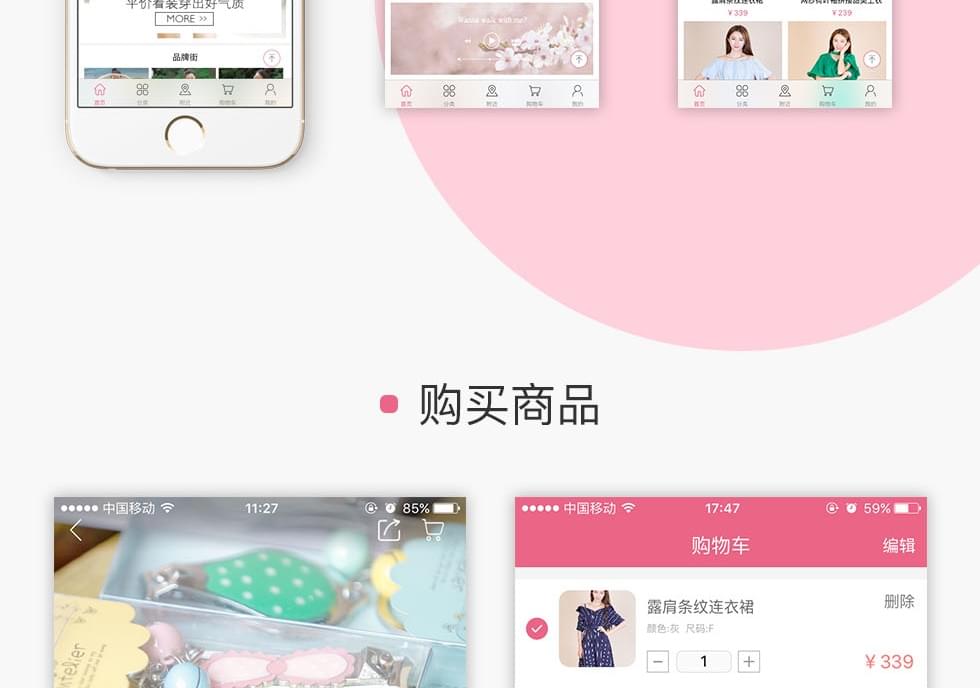 平价着装穿出好气质
MORE >>
品牌街
首页 分类 附近 购物车 我的
Wanna walk with me?
首页 分类 附近 购物车 我的
露肩条纹连衣裙
¥339
¥239
首页 分类 附近 购物车 我的
购买商品
中国移动 11:27 85%
atelier
中国移动 17:47 59%
购物车 编辑
露肩条纹连衣裙 删除
颜色:灰 尺码:F
1 ¥339